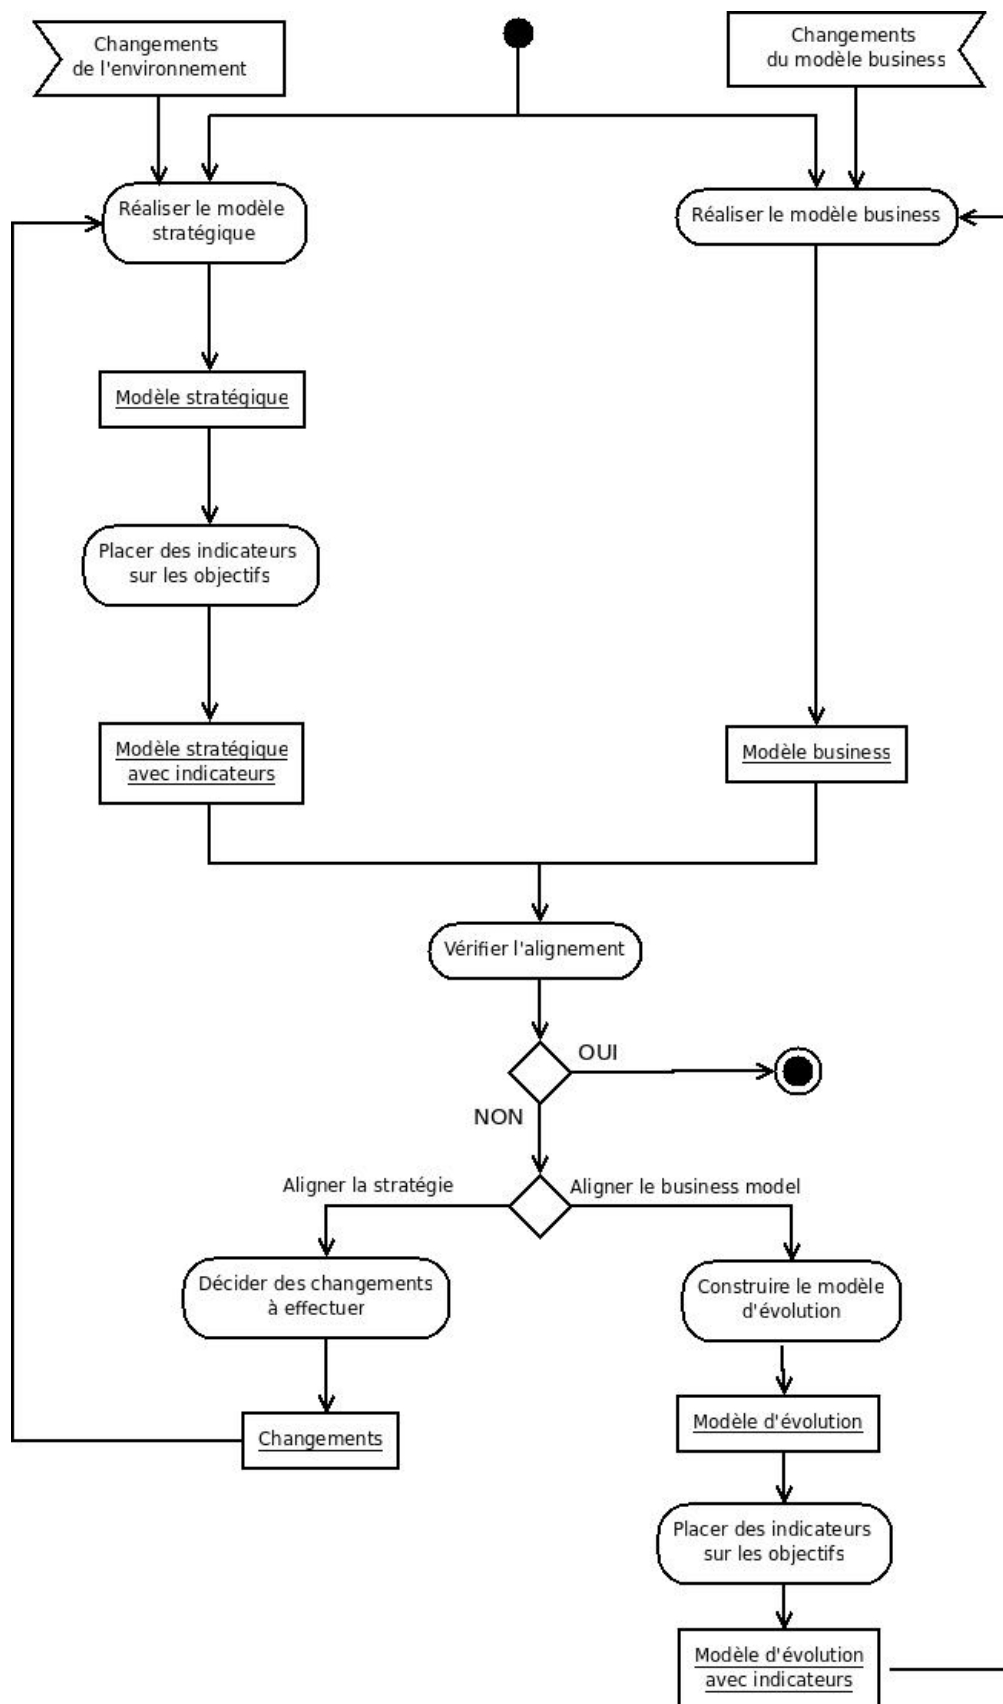 Changements
de l'environnement
Changements
du modèle business
Réaliser le modèle
stratégique
Réaliser le modèle business
Modèle stratégique
Placer des indicateurs
sur les objectifs
Modèle stratégique
avec indicateurs
Modèle business
Vérifier l'alignement
OUI
NON
Aligner la stratégie
Aligner le business model
Décider des changements
à effectuer
Construire le modèle
d'évolution
Changements
Modèle d'évolution
Placer des indicateurs
sur les objectifs
Modèle d'évolution
avec indicateurs